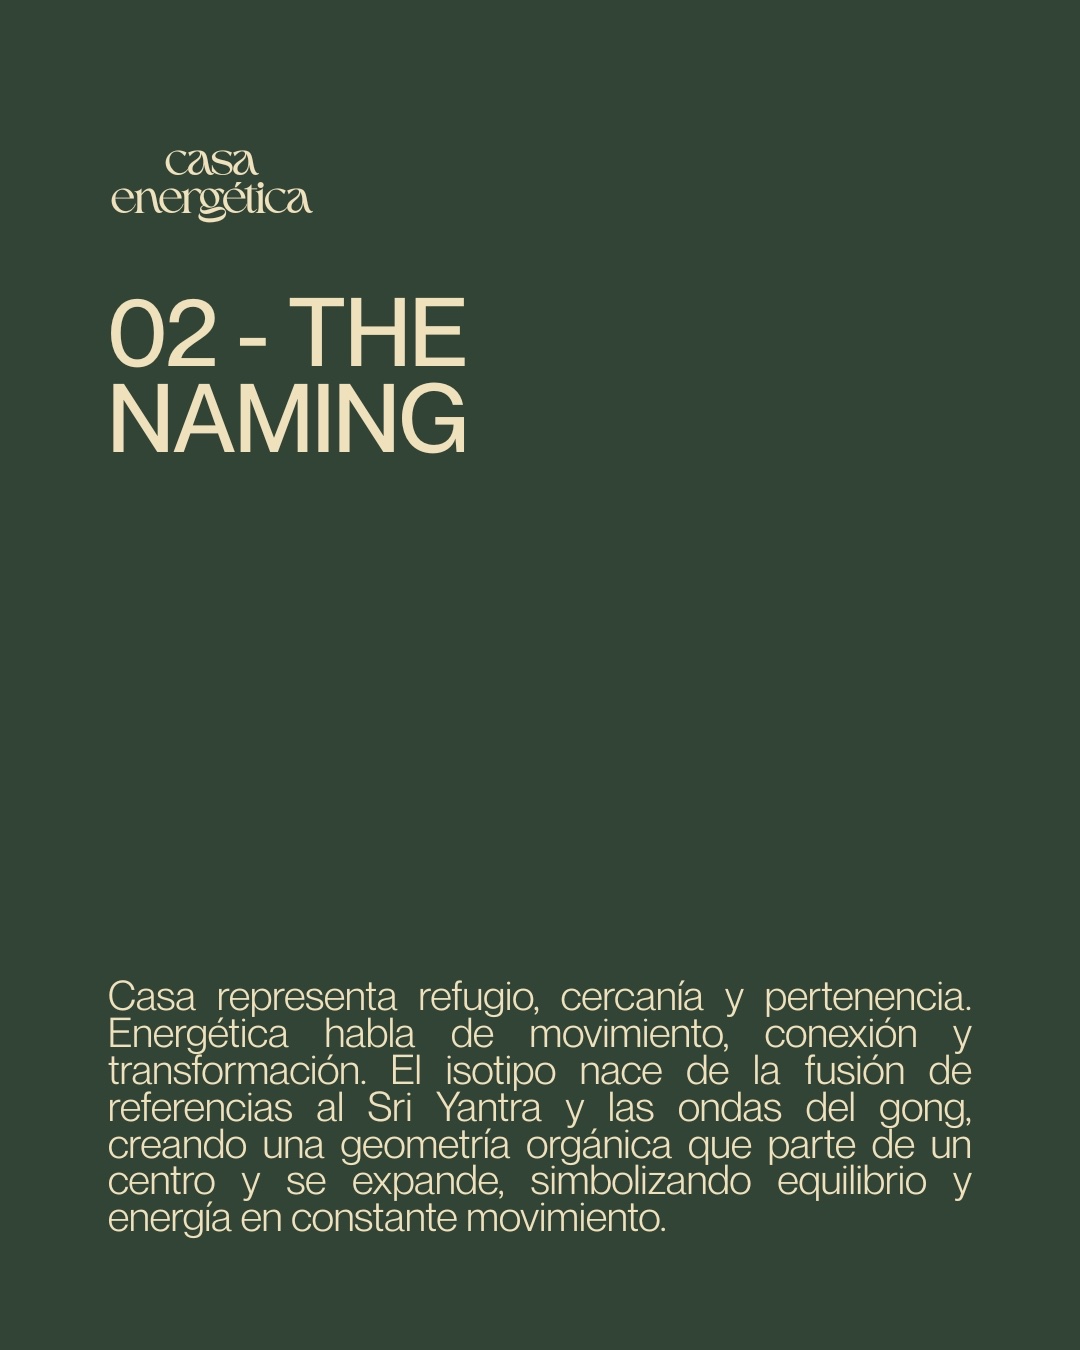 casa
energética
02 - THE
NAMING
Casa representa refugio, cercanía y pertenencia.
Energética habla de movimiento, conexión y
transformación. El isotipo nace de la fusión de
referencias al Sri Yantra y las ondas del gong,
creando una geometría orgánica que parte de un
centro y se expande, simbolizando equilibrio y
energía en constante movimiento.